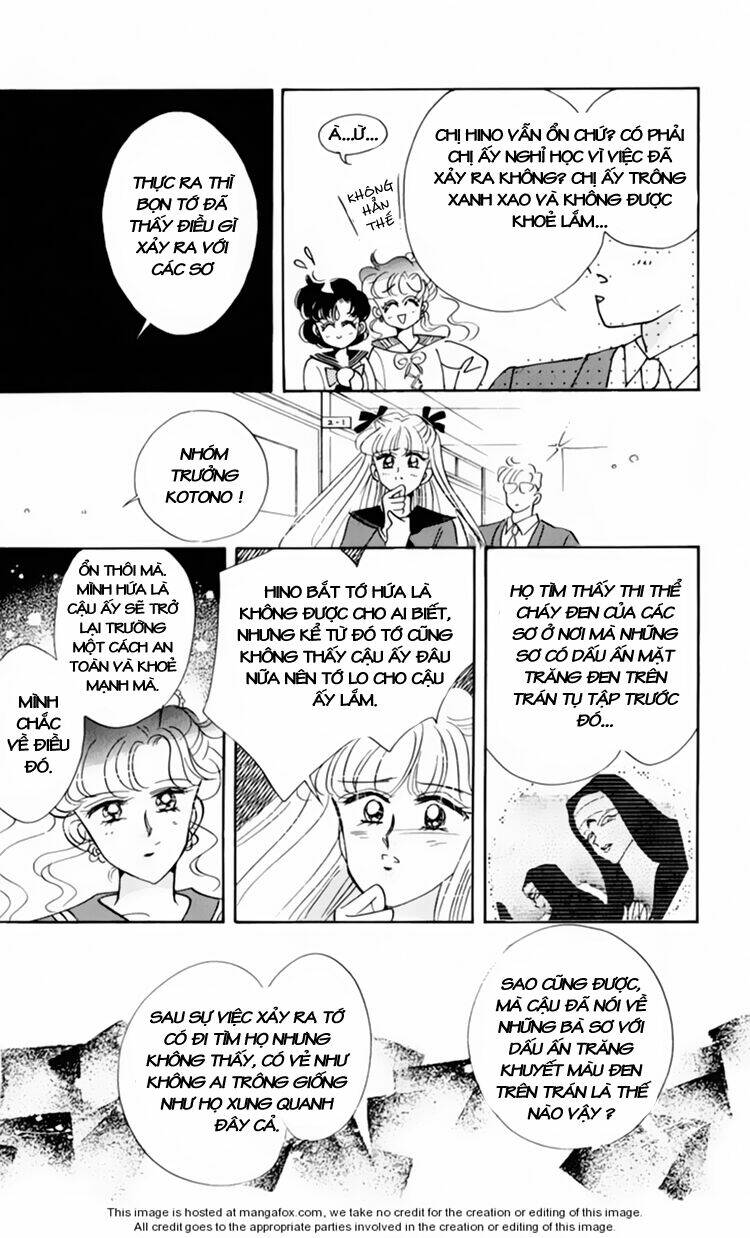 CHỊ HINO VẪN ỔN CHỨ? CÓ PHẢI
CHỊ ẤY NGHỈ HỌC VÌ VIỆC ĐÃ
XẢY RA KHÔNG? CHỊ ẤY TRÔNG
XANH XAO VÀ KHÔNG ĐƯỢC
KHOẺ LẮM...
À...Ừ...
KHÔNG
HẲN
THẾ
THỰC RA THÌ
BỌN TỚ ĐÃ
THẤY ĐIỀU GÌ
XẢY RA VỚI
CÁC SƠ
2-1
NHÓM
TRƯỞNG
KOTONO !
HỌ TÌM THẤY THI THỂ
CHÁY ĐEN CỦA CÁC
SƠ Ở NƠI MÀ NHỮNG
SƠ CÓ DẤU ẤN MẶT
TRĂNG ĐEN TRÊN
TRÁN TỤ TẬP TRƯỚC
ĐÓ...
HINO BẮT TỚ HỨA LÀ
KHÔNG ĐƯỢC CHO AI BIẾT,
NHƯNG KỂ TỪ ĐÓ TỚ CŨNG
KHÔNG THẤY CẬU ẤY ĐÂU
NỮA NÊN TỚ LO CHO CẬU
ẤY LẮM.
ỔN THÔI MÀ.
MÌNH HỨA LÀ
CẬU ẤY SẼ TRỞ
LẠI TRƯỜNG
MỘT CÁCH AN
TOÀN VÀ KHOẺ
MẠNH MÀ.
MÌNH
CHẮC
VỀ ĐIỀU
ĐÓ.
SAO CŨNG ĐƯỢC,
MÀ CẬU ĐÃ NÓI VỀ
NHỮNG BÀ SƠ VỚI
DẤU ẤN TRĂNG
KHUYẾT MÀU ĐEN
TRÊN TRÁN LÀ THẾ
NÀO VẬY ?
SAU SỰ VIỆC XẢY RA TỚ
CÓ ĐI TÌM HỌ NHƯNG
KHÔNG THẤY, CÓ VẺ NHƯ
KHÔNG AI TRÔNG GIỐNG
NHƯ HỌ XUNG QUANH
ĐÂY CẢ.
This image is hosted at mangafox.com, we take no credit for the creation or editing of this image.
All credit goes to the appropriate parties involved in the creation or editing of this image.